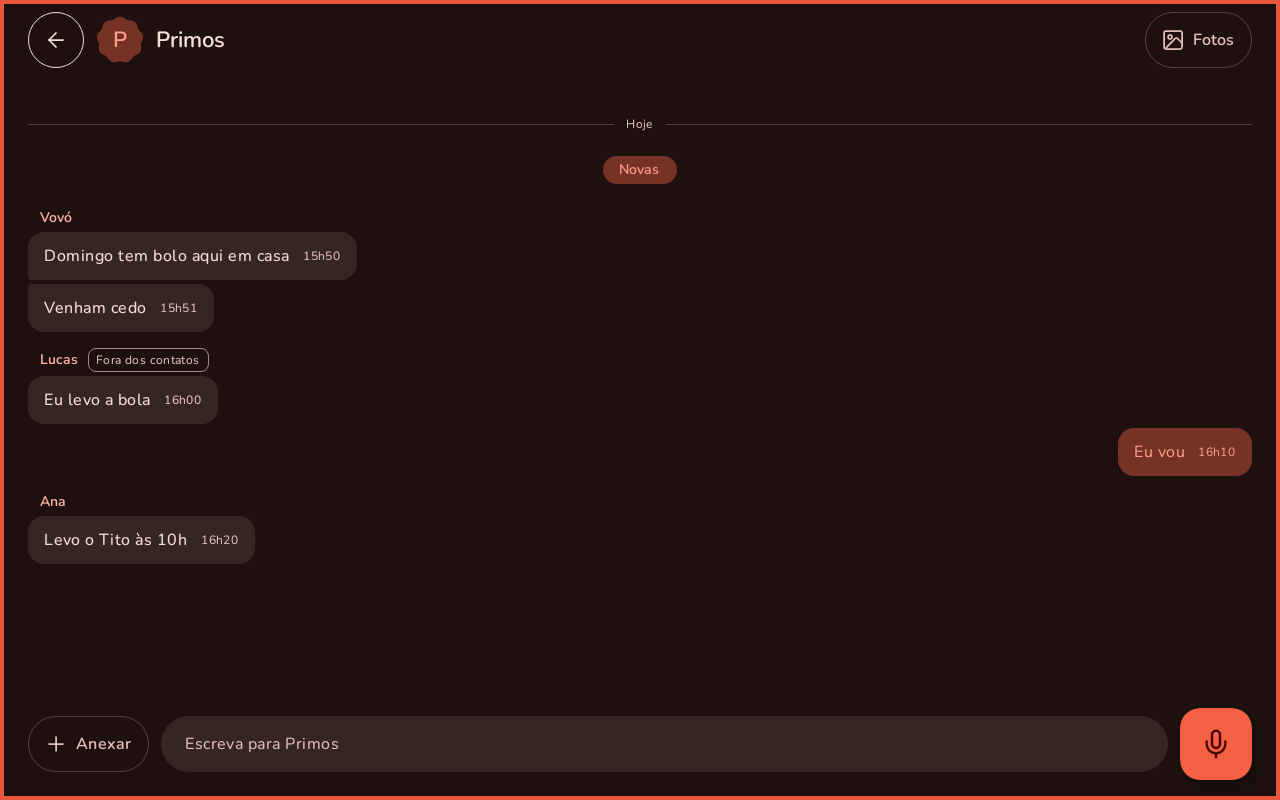 P Primos
Fotos
Hoje
Novas
Vovó
Domingo tem bolo aqui em casa 15h50
Venham cedo 15h51
Lucas Fora dos contatos
Eu levo a bola 16h00
Eu vou 16h10
Ana
Levo o Tito às 10h 16h20
Anexar
Escreva para Primos